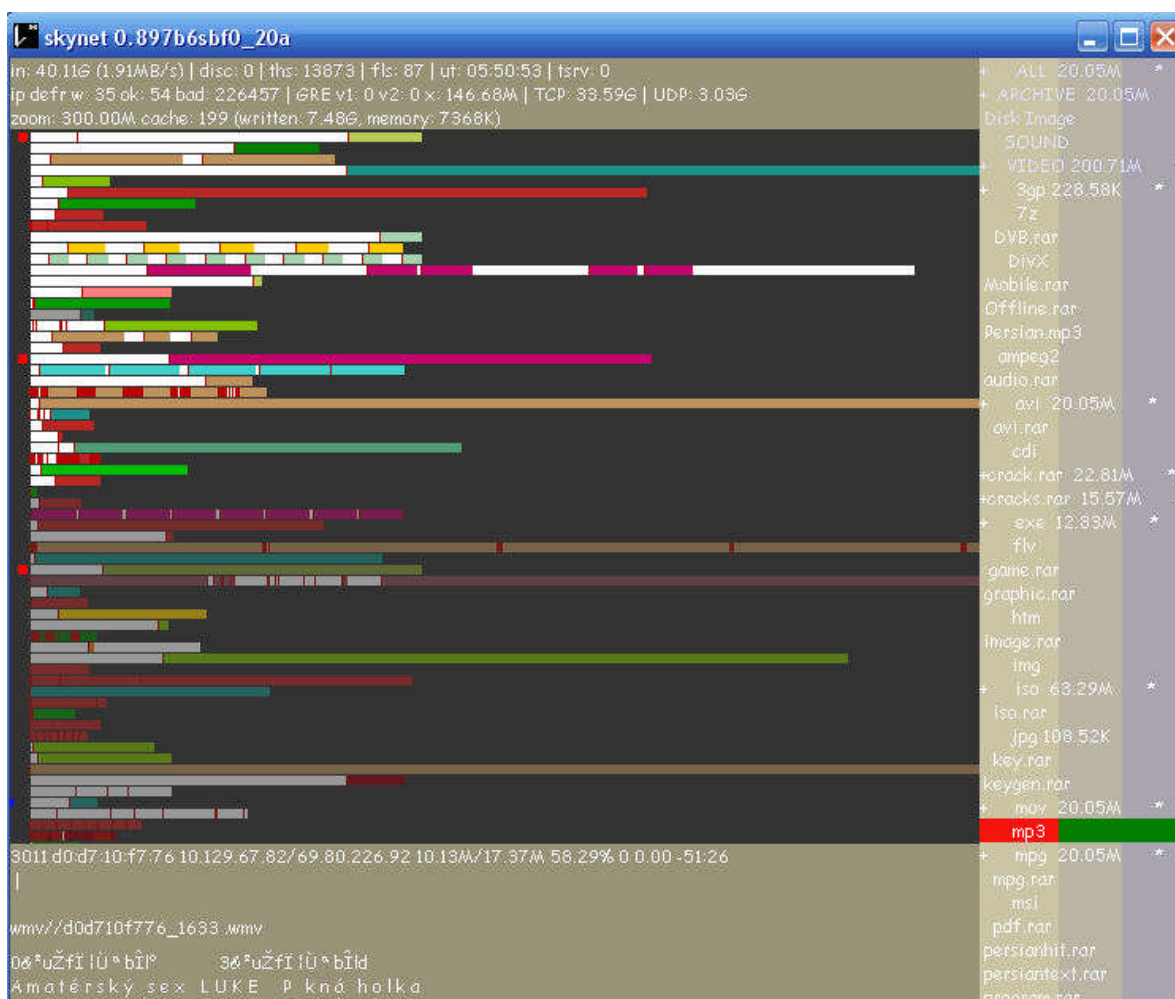 skynet 0.897b6sbf0_20a
in: 40.11G (1.91MB/s) | disc: 0 | ths: 13873 | fls: 87 | ut: 05:50:53 | tsrv: 0
ip defr w: 35 ok: 54 bad: 226457 | GRE v1: 0 v2: 0 x: 146.68M | TCP: 33.59G | UDP: 3.03G
zoom: 300.00M cache: 199 (written: 7.48G, memory: 7368K)
+ ALL 20.05M *
+ ARCHIVE 20.05M
Disk Image
SOUND
+ VIDEO 200.71M
+ 3gp 228.58K *
7z
DVB.rar
DivX
Mobile.rar
Offline.rar
Persian.mp3
ampeg2
audio.rar
+ avi 20.05M *
avi.rar
cdi
+crack.rar 22.81M *
+cracks.rar 15.57M
+ exe 12.83M *
flv
game.rar
graphic.rar
htm
image.rar
img
+ iso 63.29M *
iso.rar
jpg 108.52K
key.rar
keygen.rar
+ mov 20.05M *
mp3
+ mpg 20.05M *
mpg.rar
msi
pdf.rar
persianhit.rar
persiantext.rar
program.rar
3011 d0:d7:10:f7:76 10.129.67.82/69.80.226.92 10.13M/17.37M 58.29% 0 0.00 -51:26
|
wmv//d0d710f776_1633 .wmv
Amatérský sex LUKE P kná holka